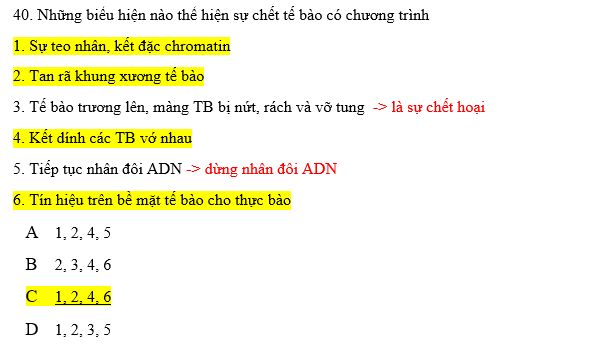 40. Những biểu hiện nào thể hiện sự chết tế bào có chương trình
1. Sự teo nhân, kết đặc chromatin
2. Tan rã khung xương tế bào
3. Tế bào trương lên, màng TB bị nứt, rách và vỡ tung -> là sự chết hoại
4. Kết dính các TB vớ nhau
5. Tiếp tục nhân đôi ADN -> dừng nhân đôi ADN
6. Tín hiệu trên bề mặt tế bào cho thực bào
A 1, 2, 4, 5
B 2, 3, 4, 6
C 1, 2, 4, 6
D 1, 2, 3, 5